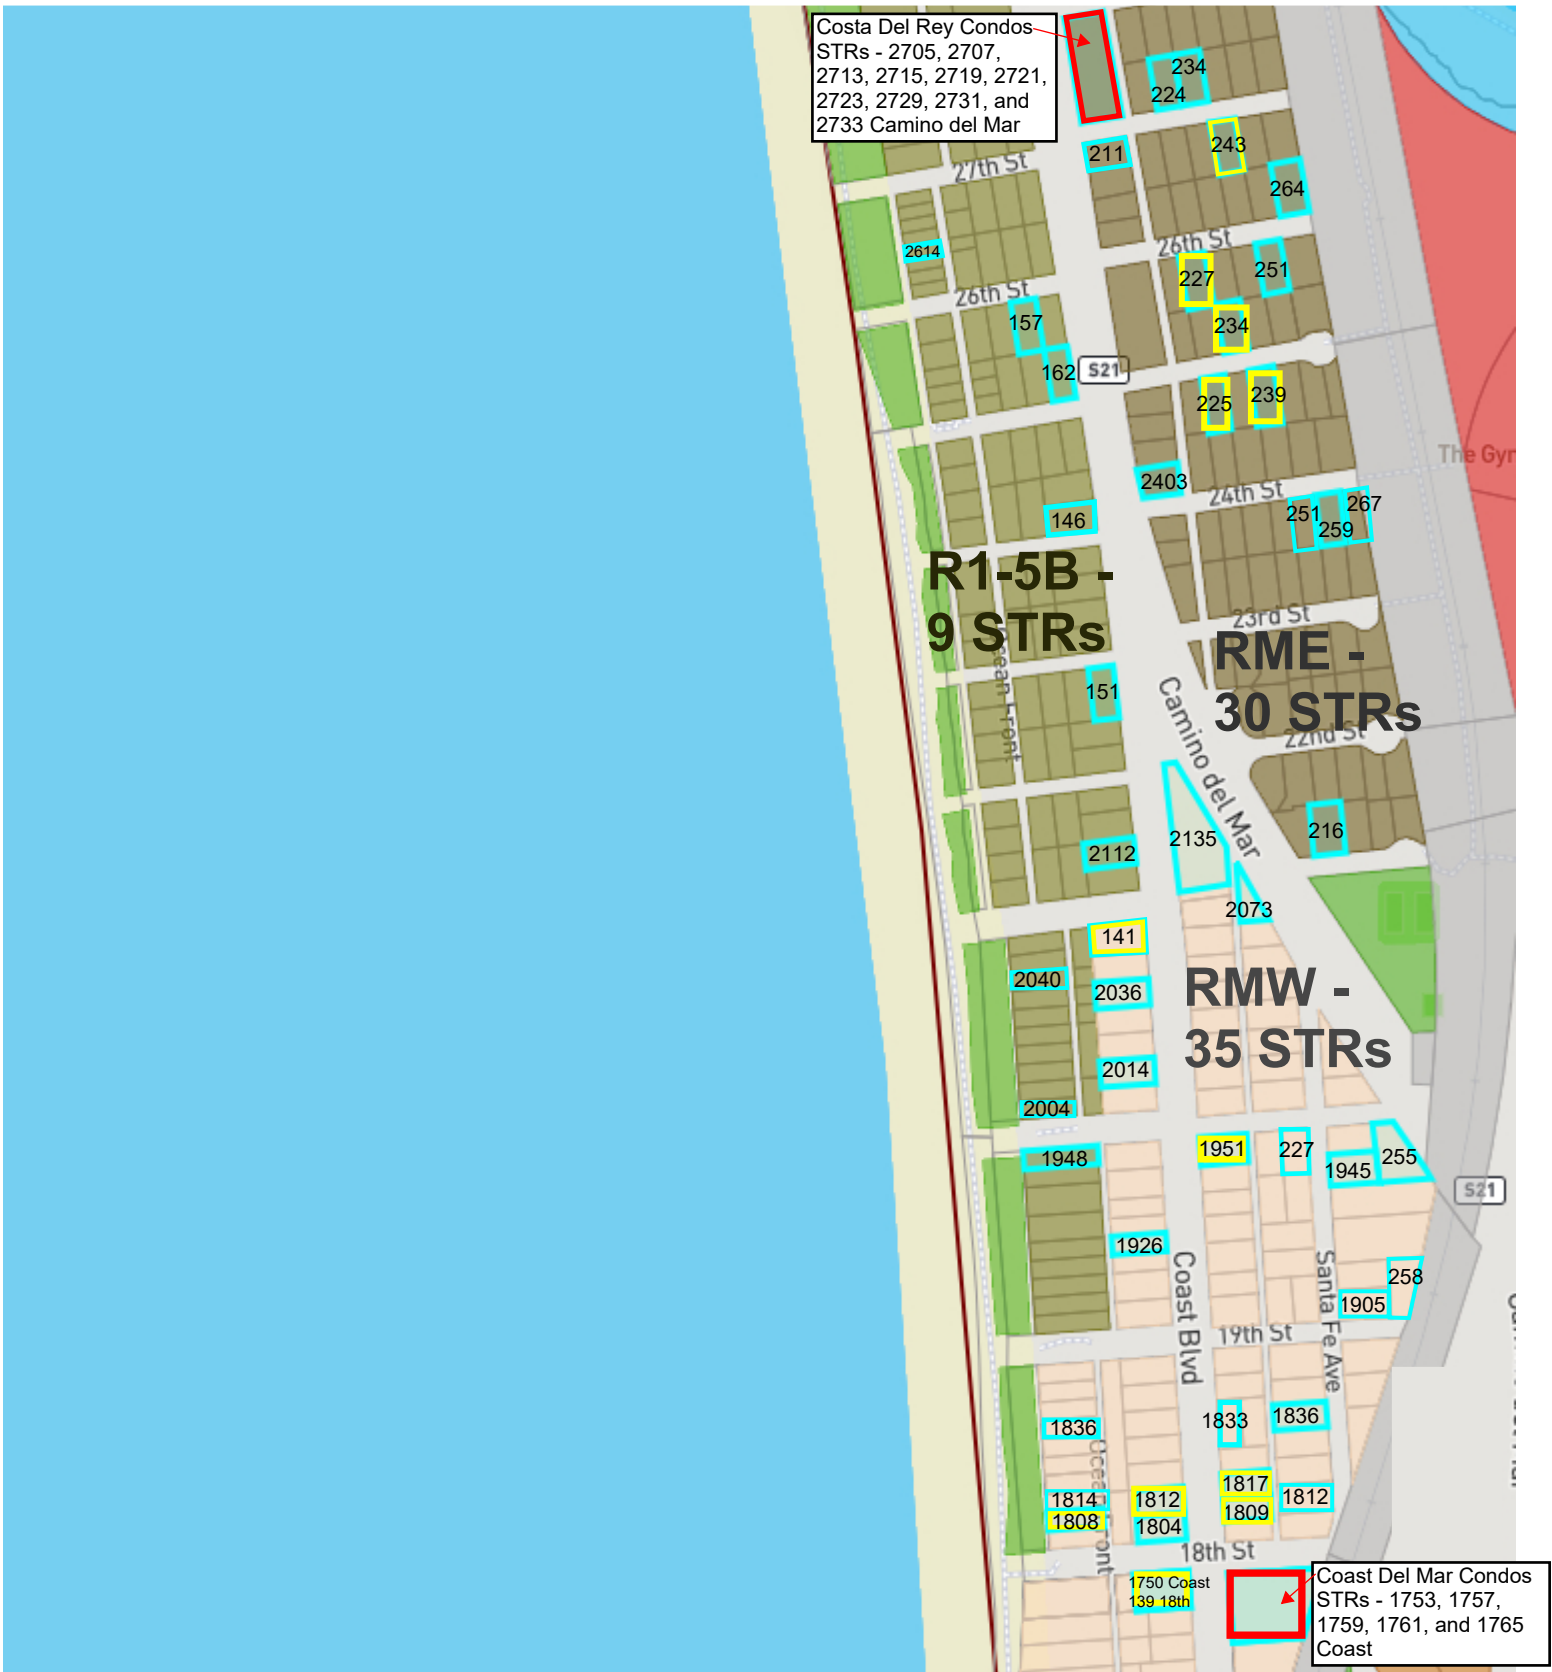 Costa Del Rey Condos
STRs - 2705, 2707,
2713, 2715, 2719, 2721,
2723, 2729, 2731, and
2733 Camino del Mar
234
224
27th St
211
243
264
2614
26th St
227
251
26th St
157
234
162
S21
225
239
The Gyr
2403
24th St
251
267
259
146
R1-5B -
9 STRs
23rd St
RME -
30 STRs
Ocean Front
151
Camino del Mar
22nd St
2135
216
2112
2073
141
2040
2036
RMW -
35 STRs
2014
2004
1948
1951
227
1945
255
S21
1926
Coast Blvd
Santa Fe Ave
258
1905
19th St
1836
1833
1836
Ocean Front
1814
1808
1812
1804
1817
1809
1812
18th St
1750 Coast
139 18th
Coast Del Mar Condos
STRs - 1753, 1757,
1759, 1761, and 1765
Coast